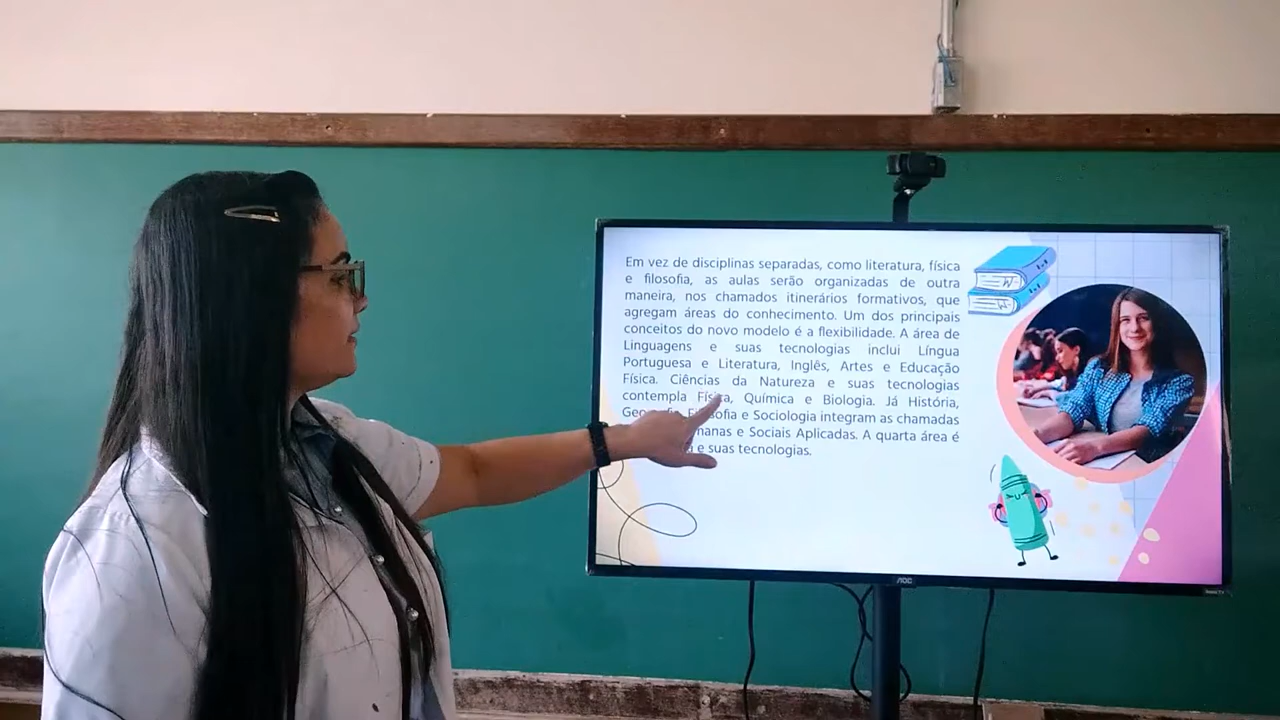 Em vez de disciplinas separadas, como literatura, física
e filosofia, as aulas serão organizadas de outra
maneira, nos chamados itinerários formativos, que
agregam áreas do conhecimento. Um dos principais
conceitos do novo modelo é a flexibilidade. A área de
Linguagens e suas tecnologias inclui Língua
Portuguesa e Literatura, Inglês, Artes e Educação
Física. Ciências da Natureza e suas tecnologias
contempla Física, Química e Biologia. Já História,
Filosofia e Sociologia integram as chamadas
e Sociais Aplicadas. A quarta área é
e suas tecnologias.
AOC